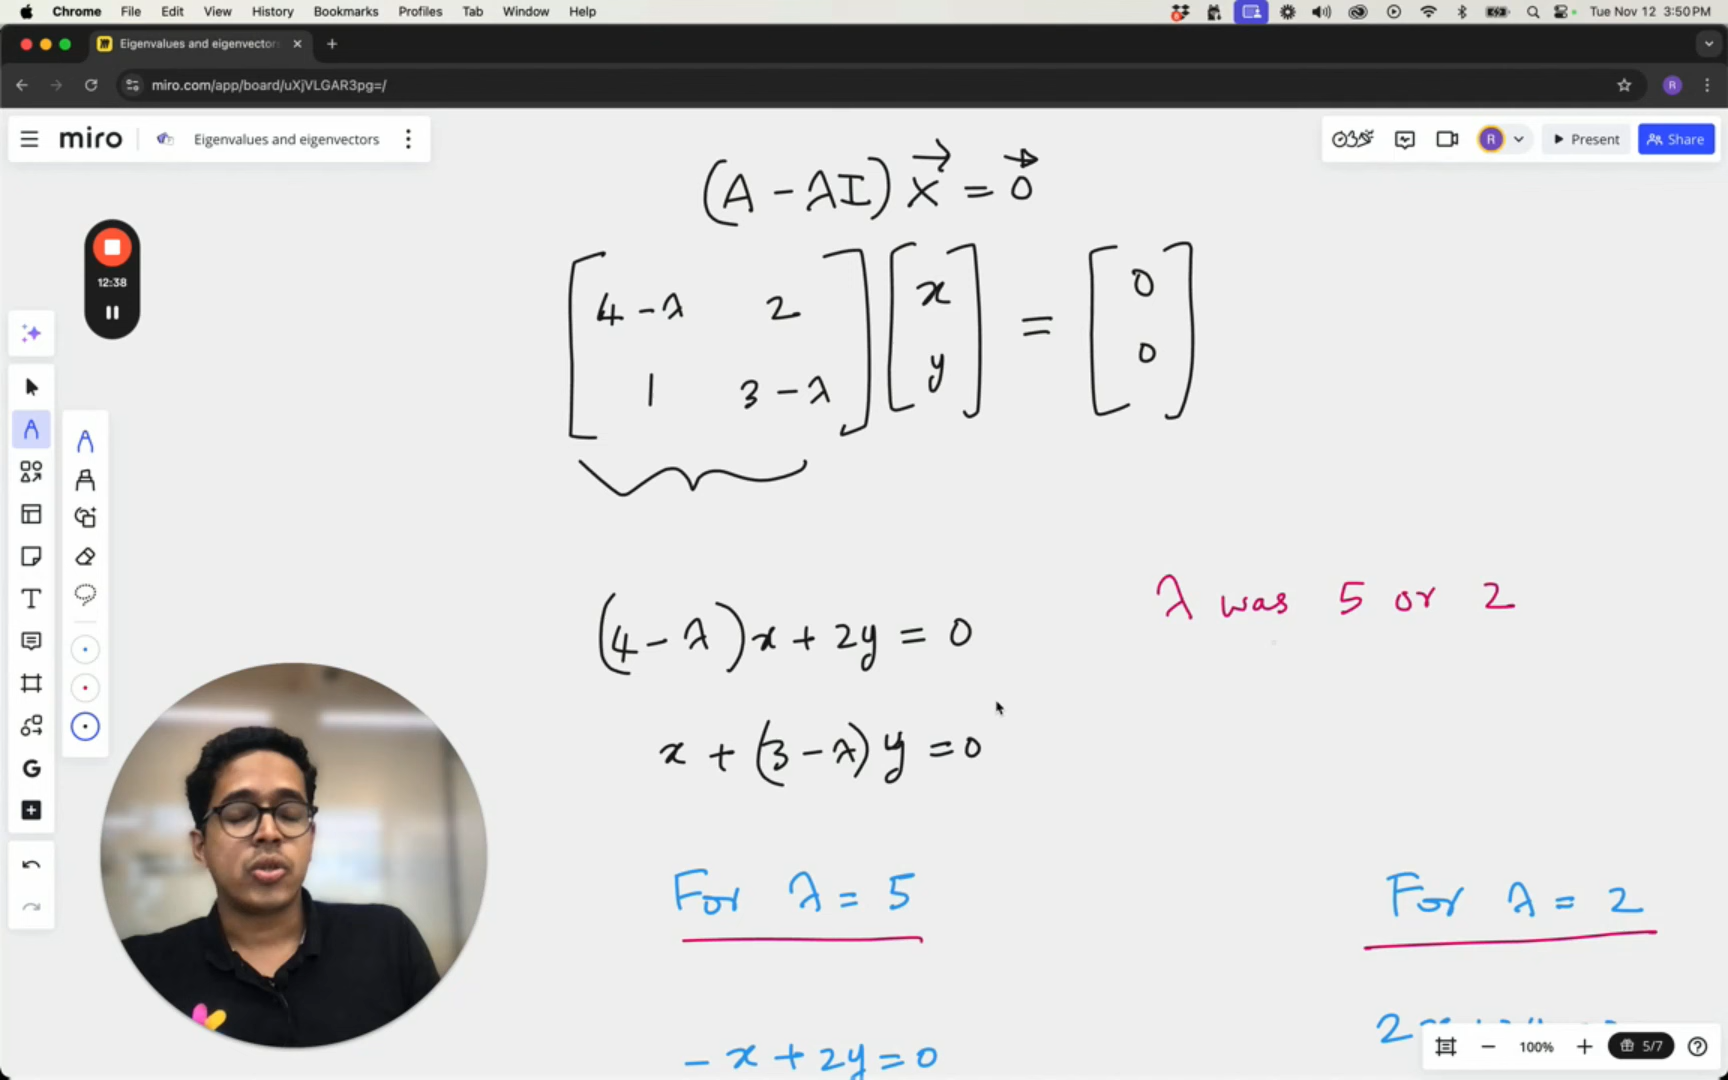 Chrome File Edit View History Bookmarks Profiles Tab Window Help
Tue Nov 12 3:50 PM
Eigenvalues and eigenvector
miro.com/app/board/uXjVLGAR3pg=/
R
miro
Eigenvalues and eigenvectors
R
Present
Share
12:38
(A - λI) x⃗ = 0⃗
[4 - λ 2] [x] = [0]
[1 3 - λ] [y] [0]
(4 - λ)x + 2y = 0
λ was 5 or 2
x + (3 - λ)y = 0
For λ = 5
For λ = 2
- x + 2y = 0
T
G
100%
5/7